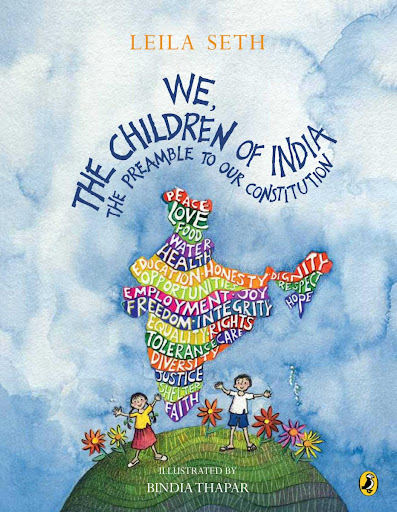 LEILA SETH
WE,
THE CHILDREN OF INDIA
THE PREAMBLE TO OUR CONSTITUTION
PEACE
LOVE
FOOD
WATER
HEALTH
EDUCATION·HONESTY
DIGNITY
OPPORTUNITIES
RESPECT
EMPLOYMENT·JOY
HOPE
FREEDOM·INTEGRITY
EQUALITY·RIGHTS
TOLERANCE CARE
DIVERSITY
JUSTICE
SHELTER
FAITH
ILLUSTRATED BY
BINDIA THAPAR